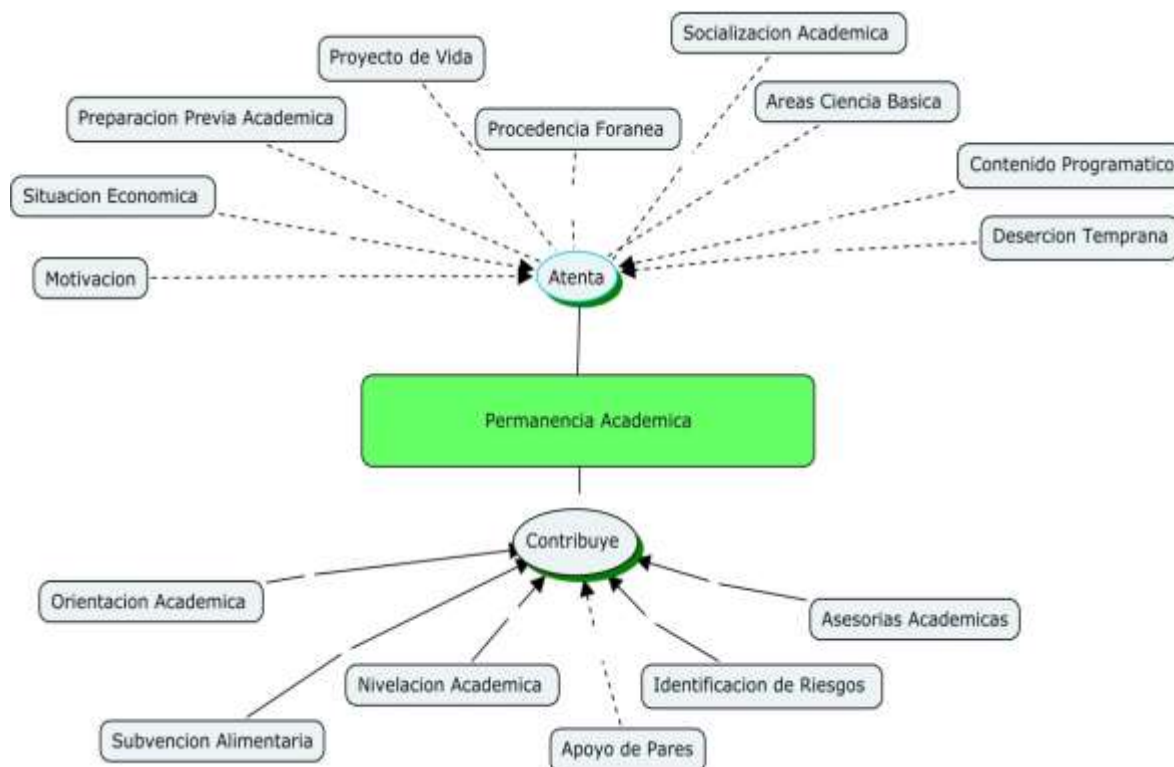 Socializacion Academica
Proyecto de Vida
Areas Ciencia Basica
Preparacion Previa Academica
Procedencia Foranea
Contenido Programatico
Situacion Economica
Desercion Temprana
Motivacion
Atenta
Permanencia Academica
Contribuye
Orientacion Academica
Asesorias Academicas
Nivelacion Academica
Identificacion de Riesgos
Subvencion Alimentaria
Apoyo de Pares